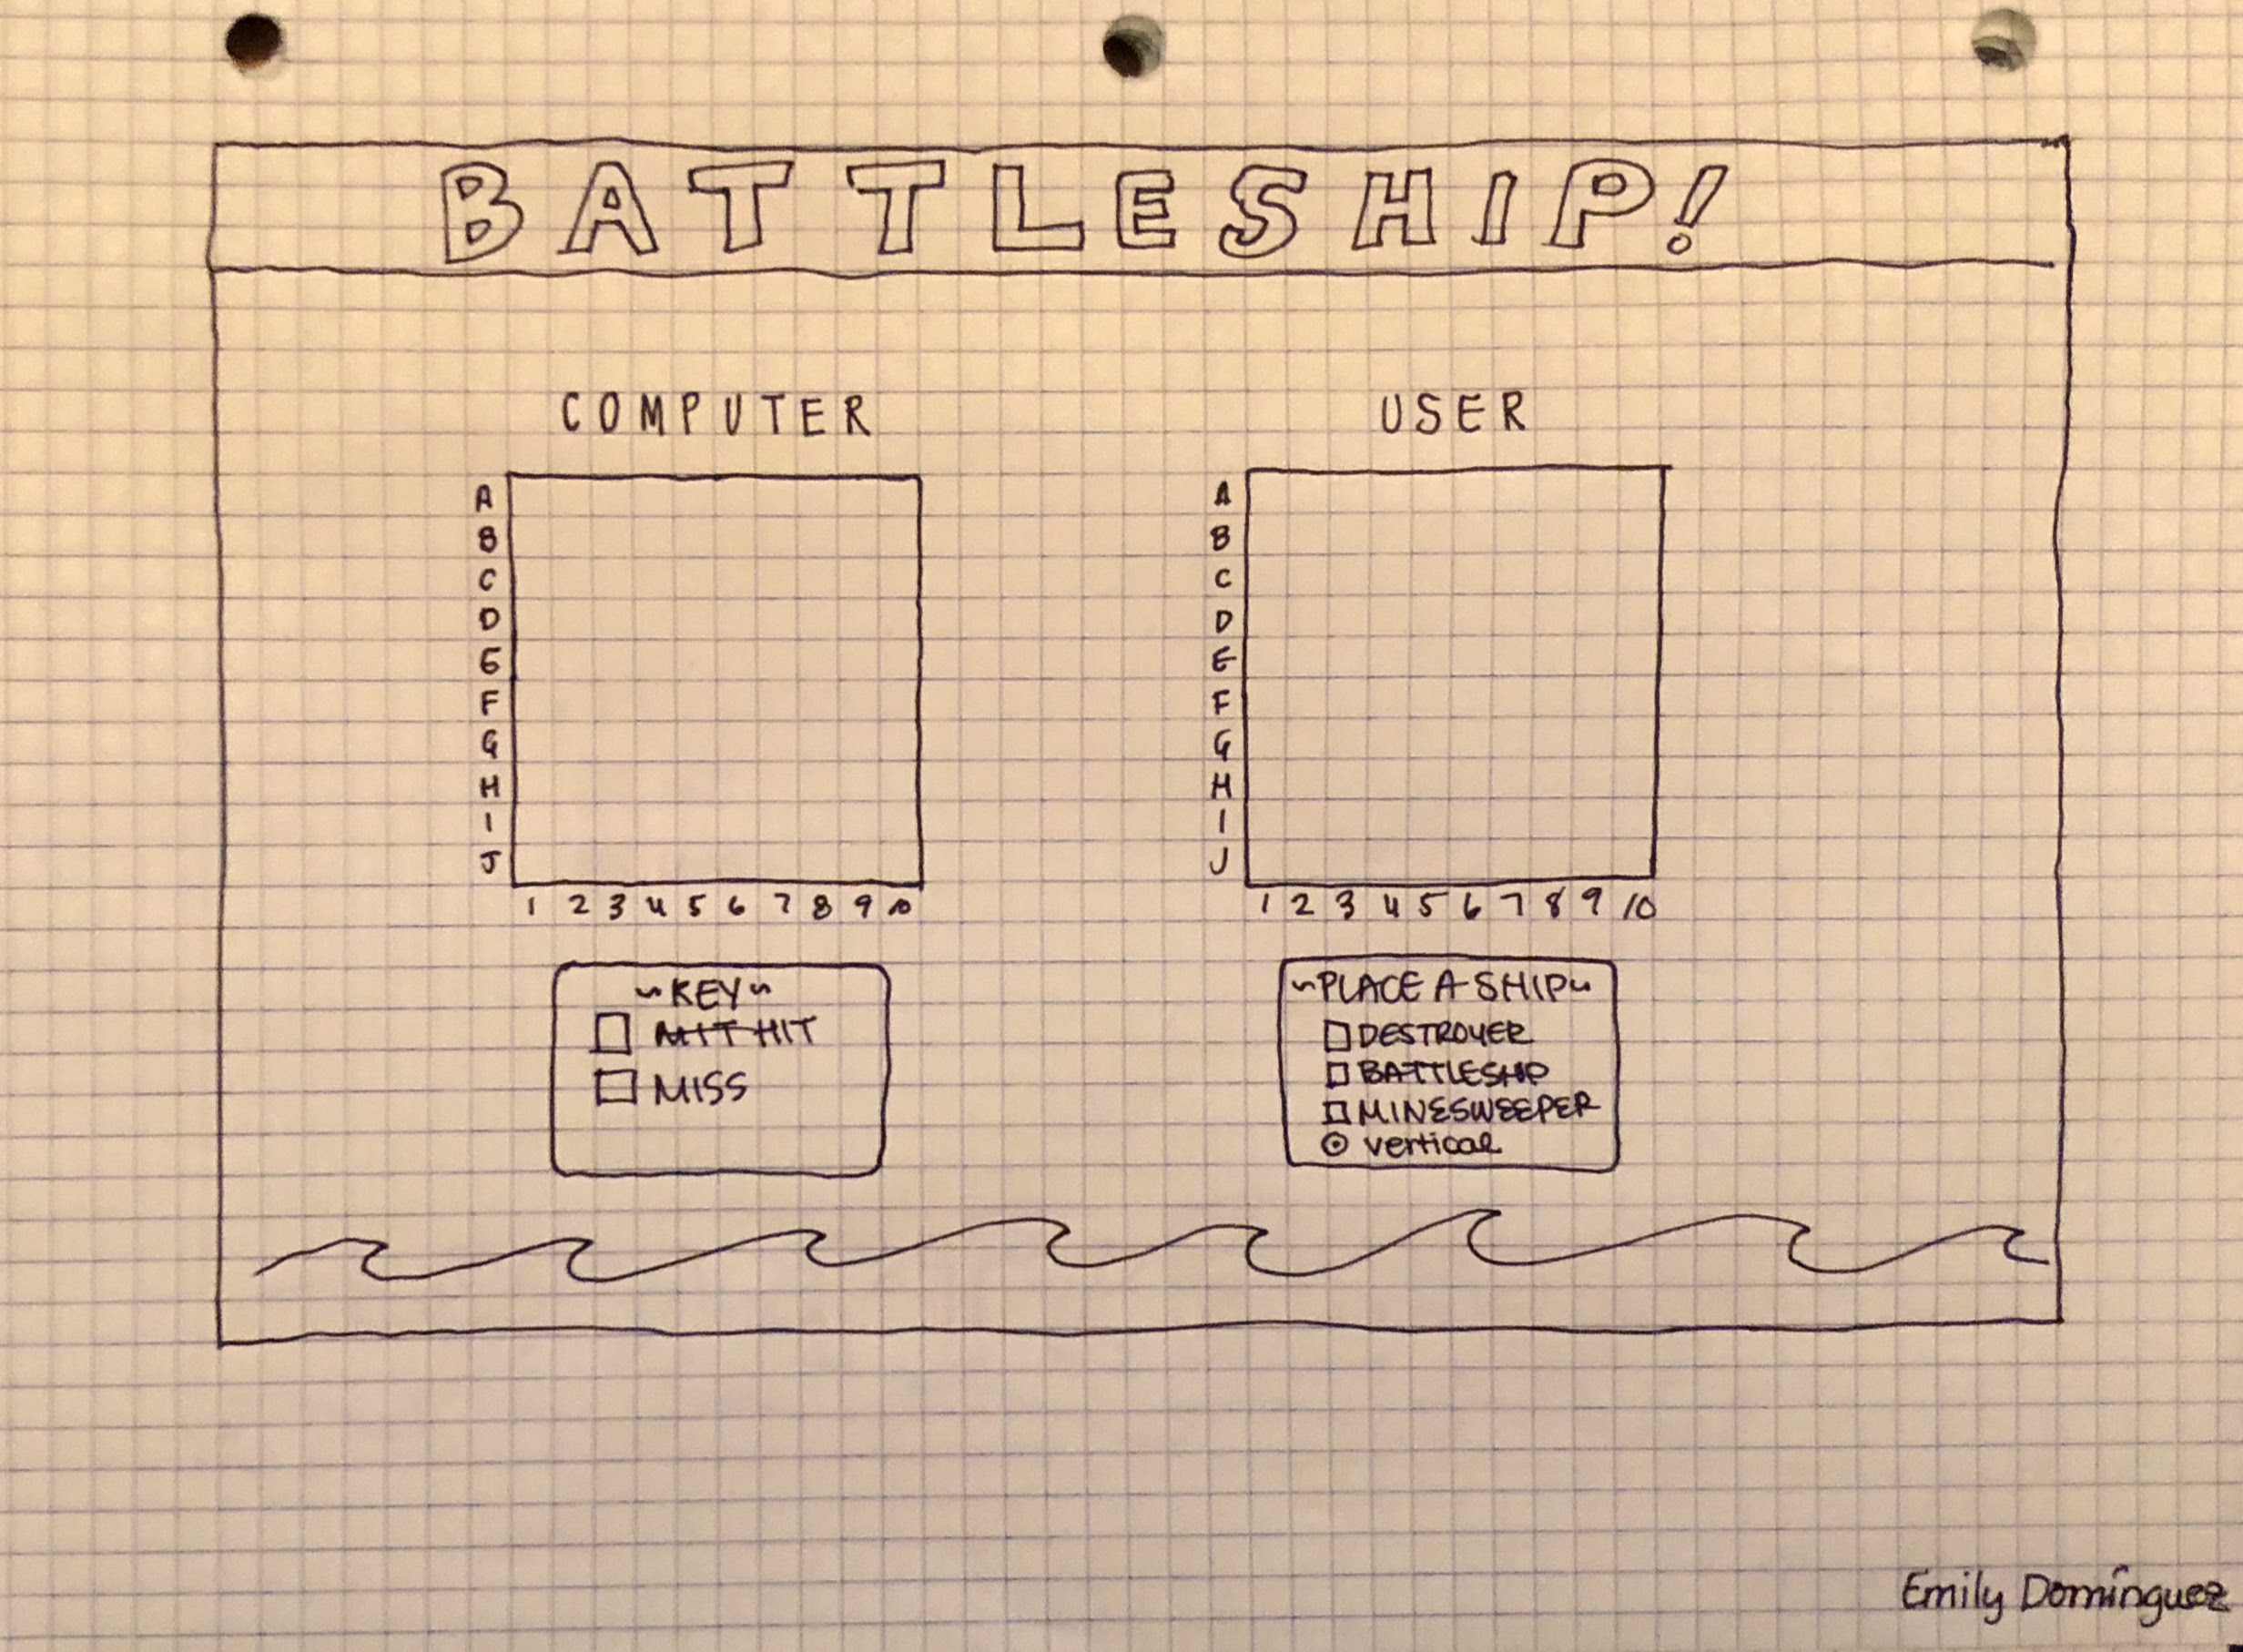 BATTLESHIP!
COMPUTER
A
B
C
D
E
F
G
H
I
J
1 2 3 4 5 6 7 8 9 10
~KEY~
HIT
MISS
USER
A
B
C
D
E
F
G
H
I
J
1 2 3 4 5 6 7 8 9 10
~PLACE A SHIP~
DESTROYER
BATTLESHIP
MINESWEEPER
vertical
Emily Domínguez